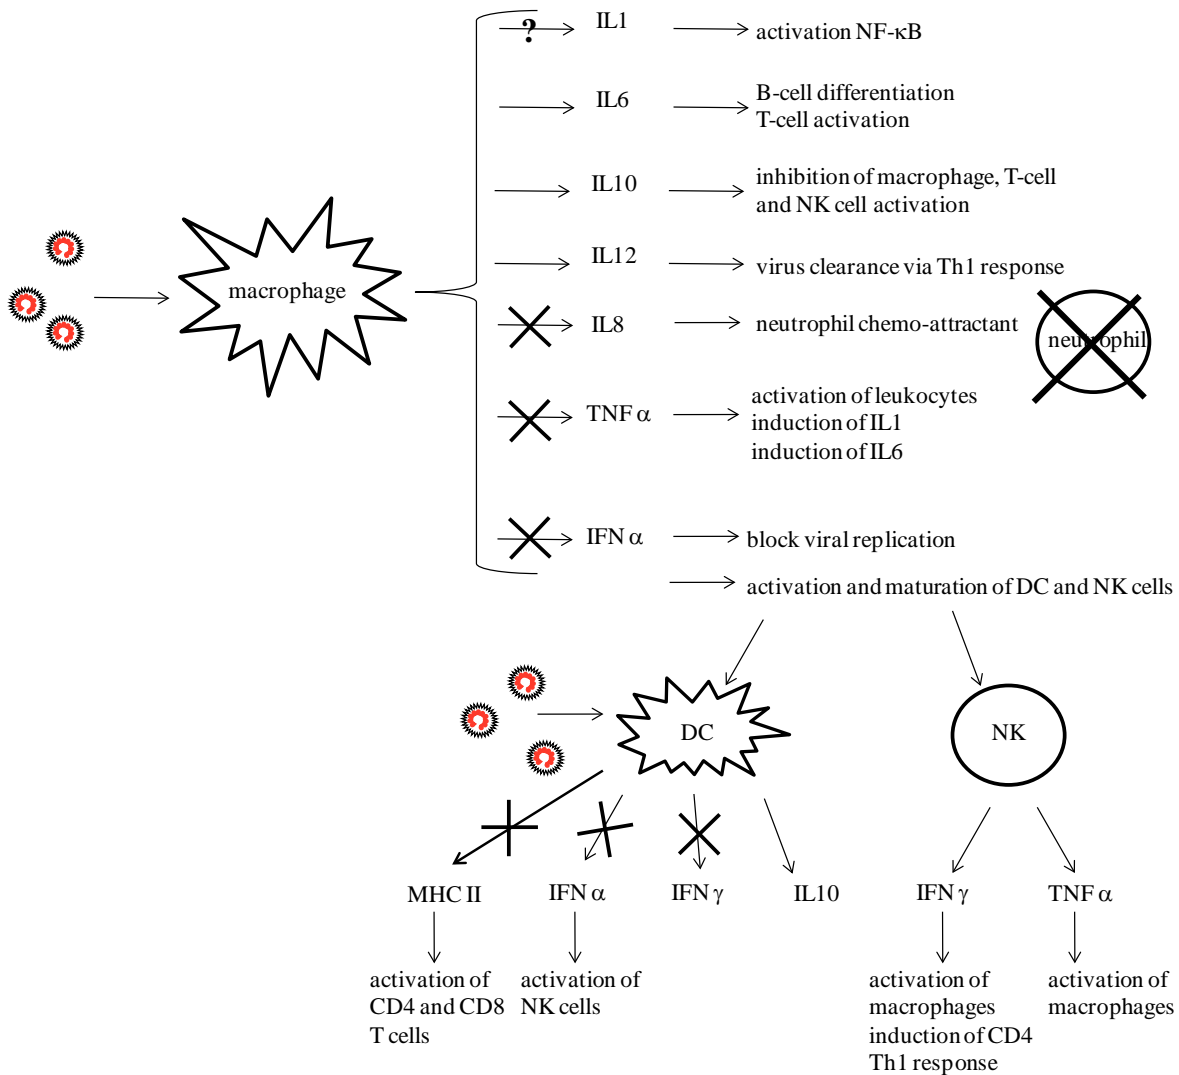 ?
IL1
activation NF-κB
IL6
B-cell differentiation
T-cell activation
IL10
inhibition of macrophage, T-cell
and NK cell activation
IL12
virus clearance via Th1 response
macrophage
IL8
neutrophil chemo-attractant
neutrophil
TNF α
activation of leukocytes
induction of IL1
induction of IL6
IFN α
block viral replication
activation and maturation of DC and NK cells
DC
NK
MHC II
IFN α
IFN γ
IL10
IFN γ
TNF α
activation of
CD4 and CD8
T cells
activation of
NK cells
activation of
macrophages
induction of CD4
Th1 response
activation of
macrophages